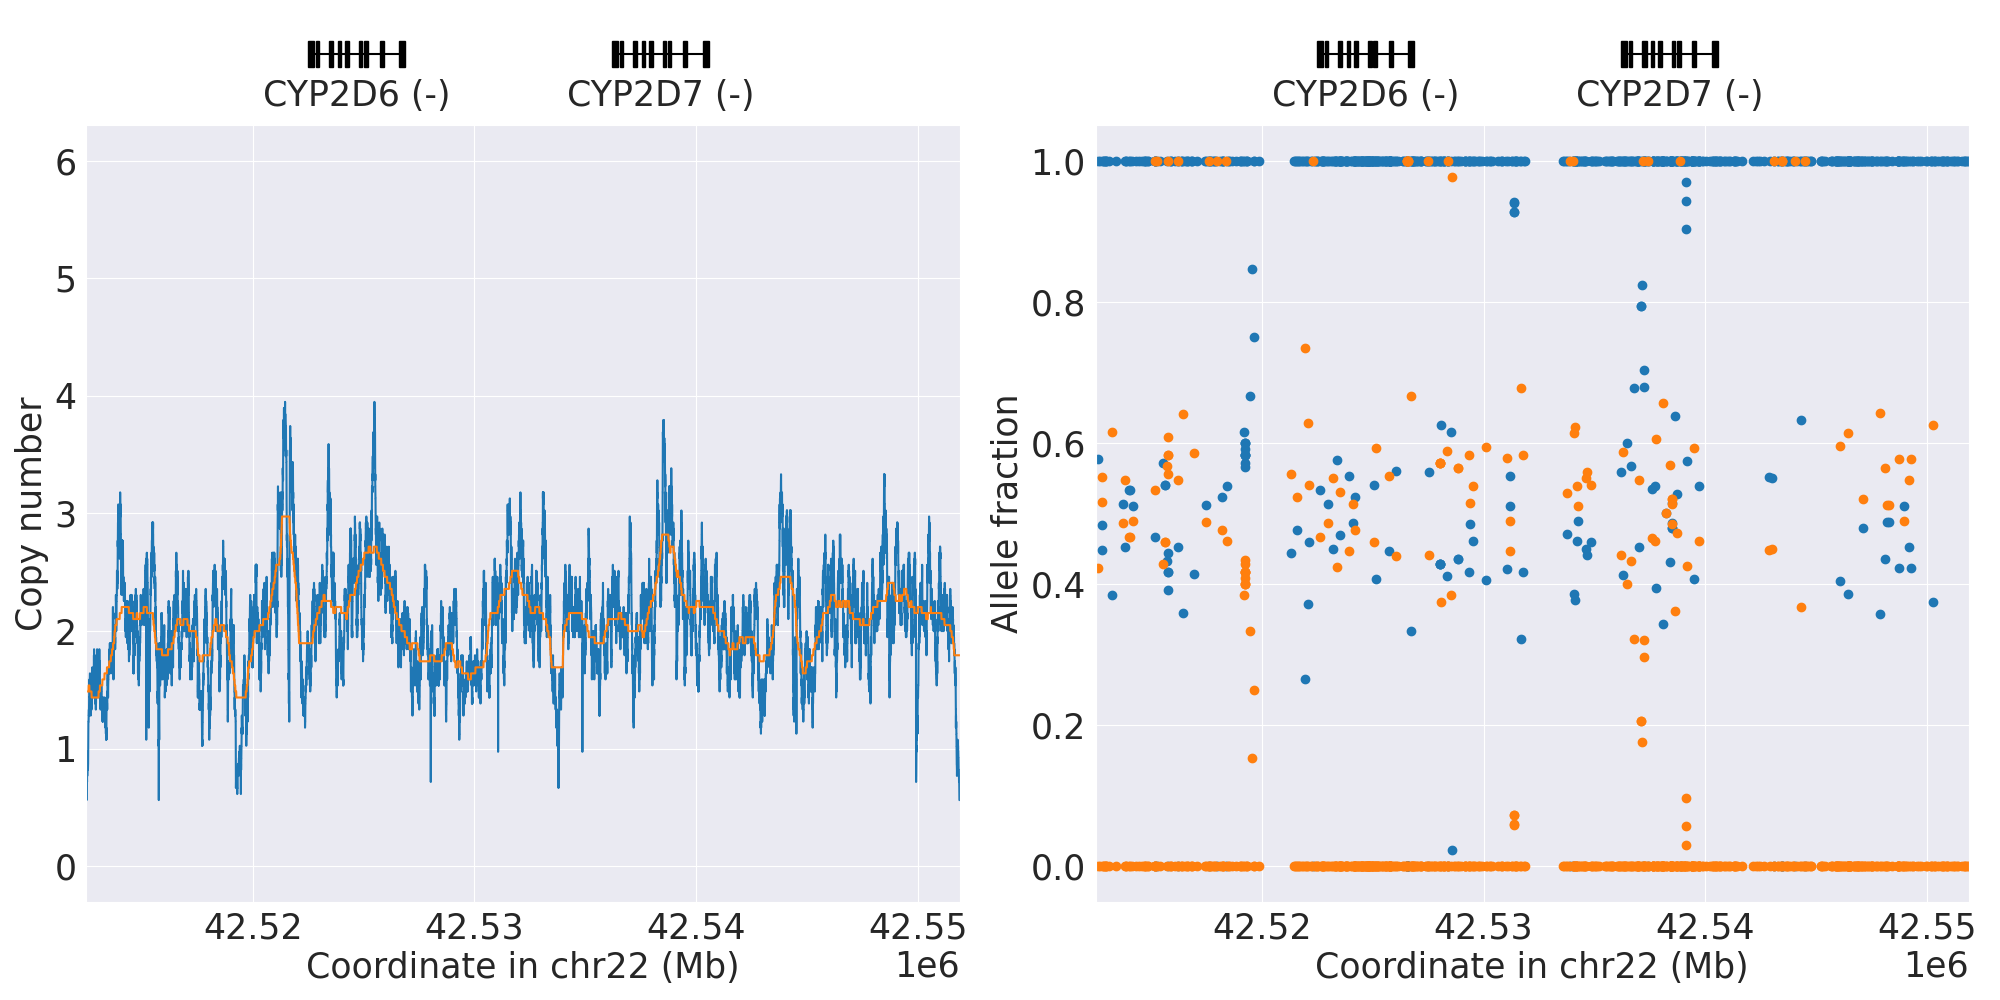 CYP2D6 (-)
CYP2D7 (-)
6
5
4
3
2
1
0
Copy number
42.52
42.53
42.54
42.55
1e6
Coordinate in chr22 (Mb)
CYP2D6 (-)
CYP2D7 (-)
1.0
0.8
0.6
0.4
0.2
0.0
Allele fraction
42.52
42.53
42.54
42.55
1e6
Coordinate in chr22 (Mb)